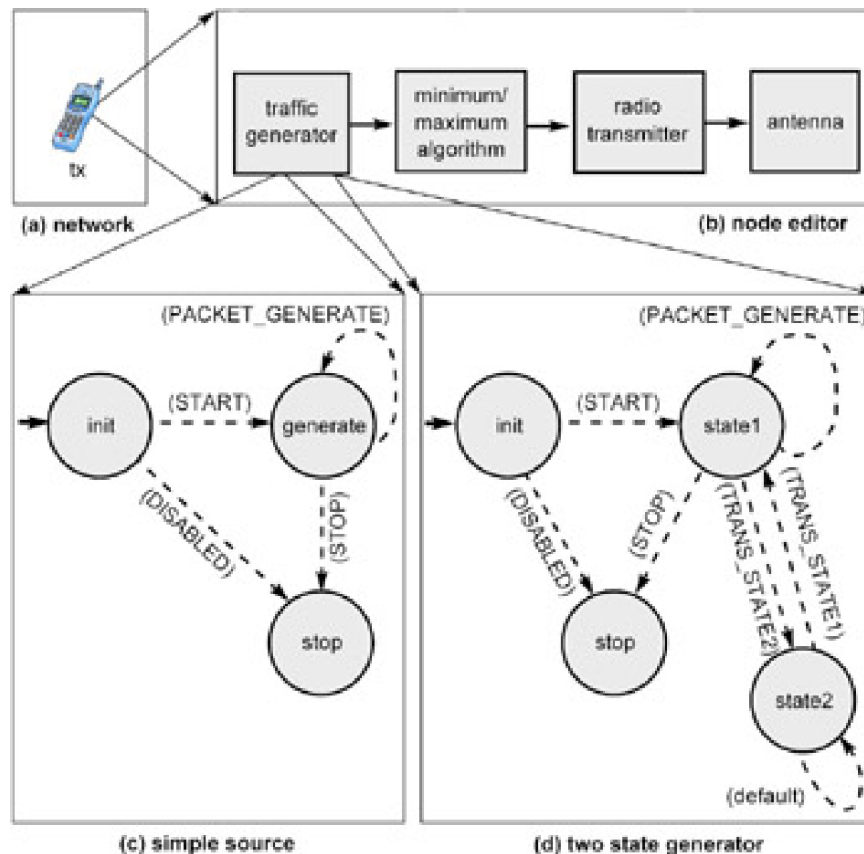 traffic
generator
minimum/
maximum
algorithm
radio
transmitter
antenna
tx
(a) network
(b) node editor
(PACKET_GENERATE)
init
(START)
generate
(DISABLED)
(STOP)
stop
(c) simple source
(PACKET_GENERATE)
init
(START)
state1
(DISABLED)
(STOP)
(TRANS_STATE2)
(TRANS_STATE1)
stop
state2
(default)
(d) two state generator